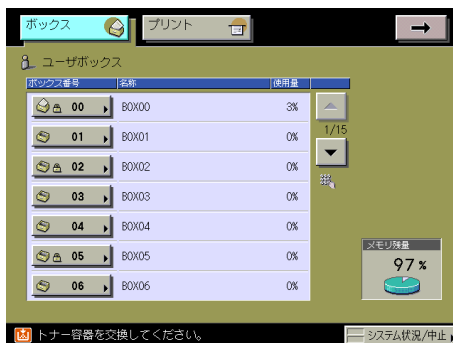 ボックス
プリント
ユーザボックス
ボックス番号 名称 使用量
00 BOX00 3%
01 BOX01 0%
1/15
02 BOX02 0%
03 BOX03 0%
04 BOX04 0%
05 BOX05 0%
06 BOX06 0%
メモリ残量
97%
トナー容器を交換してください。
システム状況/中止